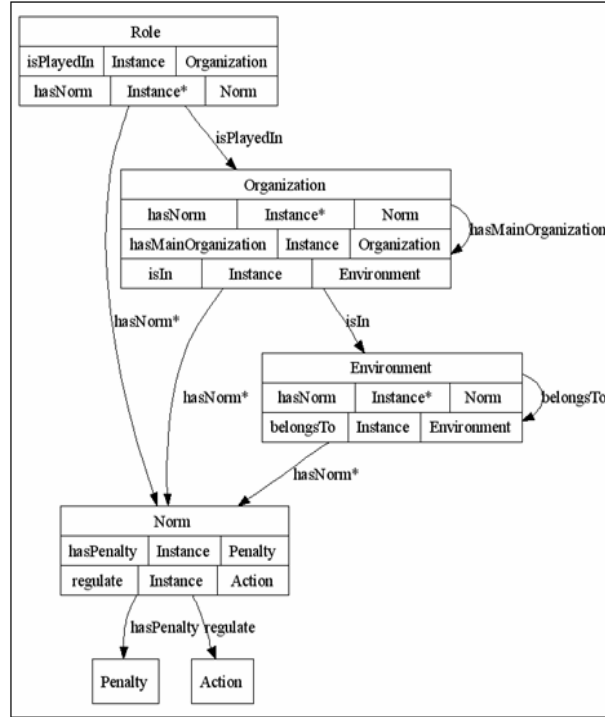 Role
isPlayedIn Instance Organization
hasNorm Instance* Norm
isPlayedIn
Organization
hasNorm Instance* Norm
hasMainOrganization Instance Organization
isIn Instance Environment
hasMainOrganization
hasNorm*
isIn
Environment
hasNorm Instance* Norm
belongsTo Instance Environment
belongsTo
hasNorm*
hasNorm*
Norm
hasPenalty Instance Penalty
regulate Instance Action
hasPenalty regulate
Penalty Action